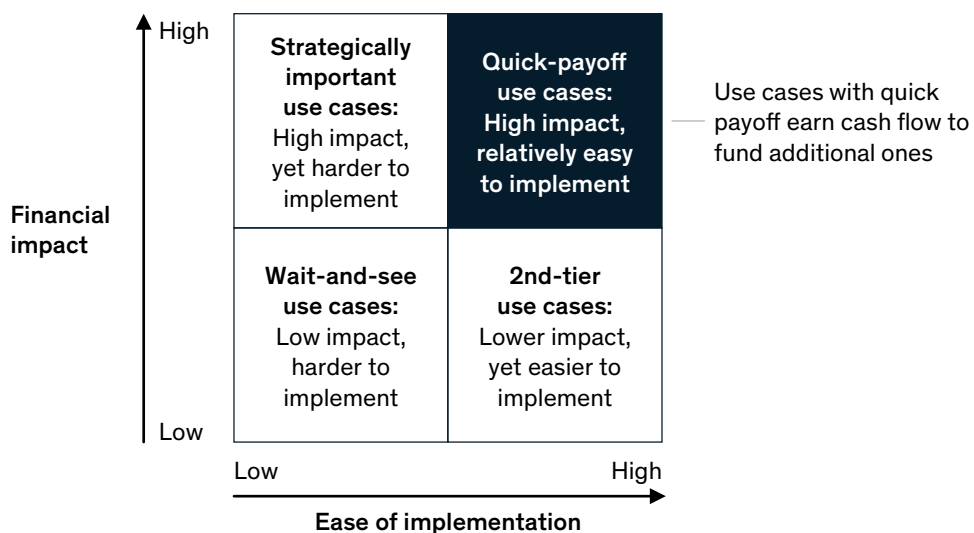 High
Strategically
important
use cases:
High impact,
yet harder to
implement
Quick-payoff
use cases:
High impact,
relatively easy
to implement
Use cases with quick
payoff earn cash flow to
fund additional ones
Financial
impact
Wait-and-see
use cases:
Low impact,
harder to
implement
2nd-tier
use cases:
Lower impact,
yet easier to
implement
Low
Low
High
Ease of implementation